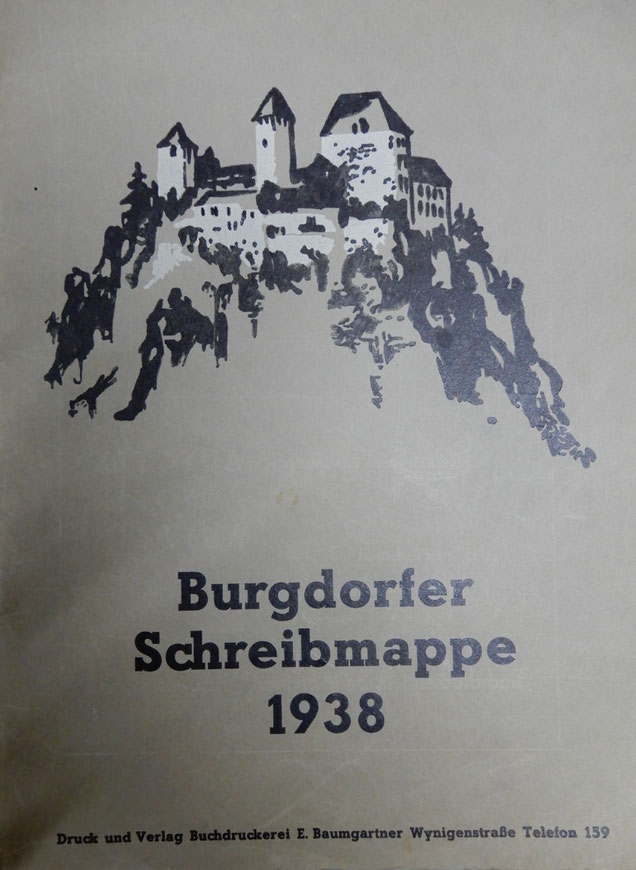 Burgdorfer
Schreibmappe
1938
Druck und Verlag Buchdruckerei E. Baumgartner Wynigenstraße Telefon 159